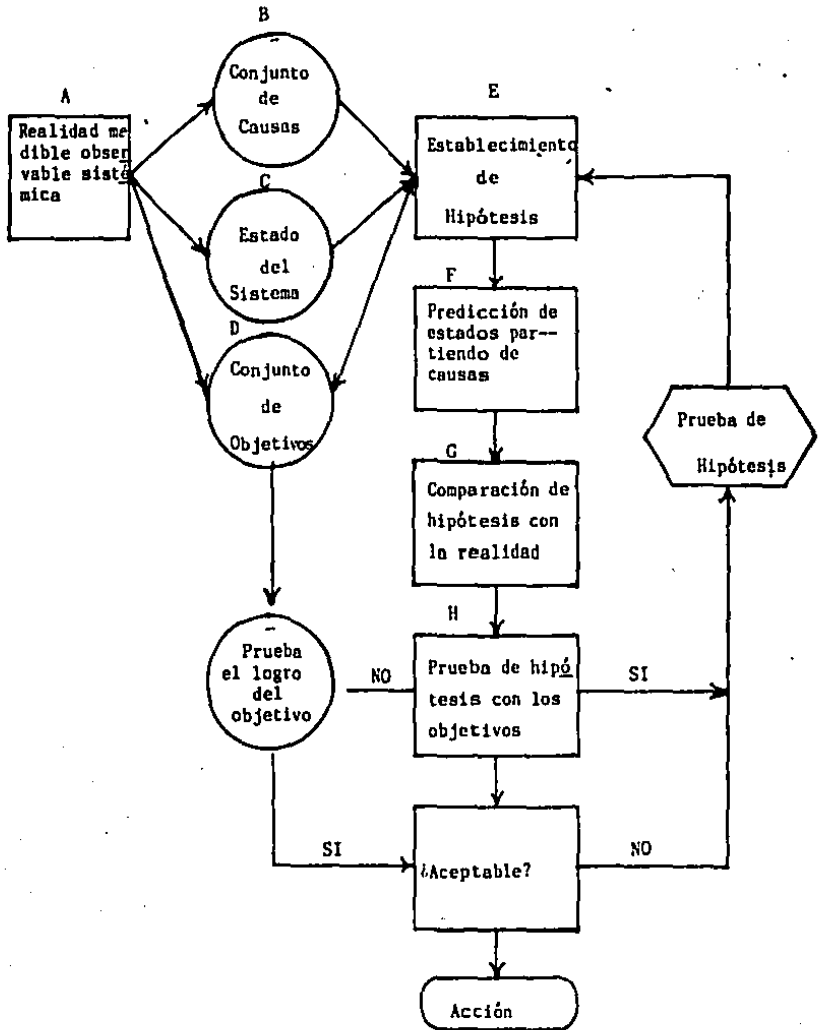 B
Conjunto
de
Causas
A
Realidad me
dible obser
vable sisté
mica
E
Establecimiento
de
Hipótesis
C
Estado
del
Sistema
F
Predicción de
estados par--
tiendo de
causas
D
Conjunto
de
Objetivos
Prueba de
Hipótesis
G
Comparación de
hipótesis con
la realidad
H
Prueba
el logro
del
objetivo
NO
Prueba de hipó
tesis con los
objetivos
SI
SI
¿Aceptable?
NO
Acción